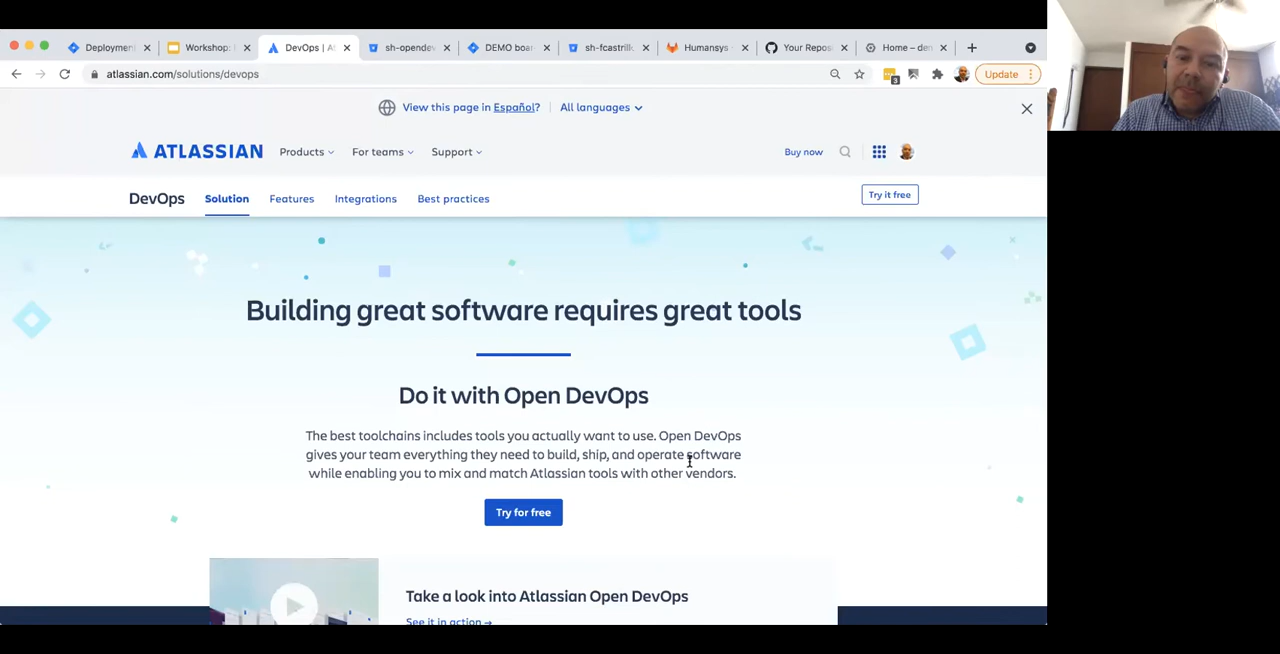 Deploymen
Workshop:
DevOps | A
sh-opendev
DEMO boar
sh-fcastrillo
Humansys
Your Repos
Home – den
atlassian.com/solutions/devops
3
Update
View this page in Español?
All languages
ATLASSIAN
Products
For teams
Support
Buy now
DevOps
Solution
Features
Integrations
Best practices
Try it free
Building great software requires great tools
Do it with Open DevOps
The best toolchains includes tools you actually want to use. Open DevOps
gives your team everything they need to build, ship, and operate software
while enabling you to mix and match Atlassian tools with other vendors.
Try for free
Take a look into Atlassian Open DevOps
See it in action →